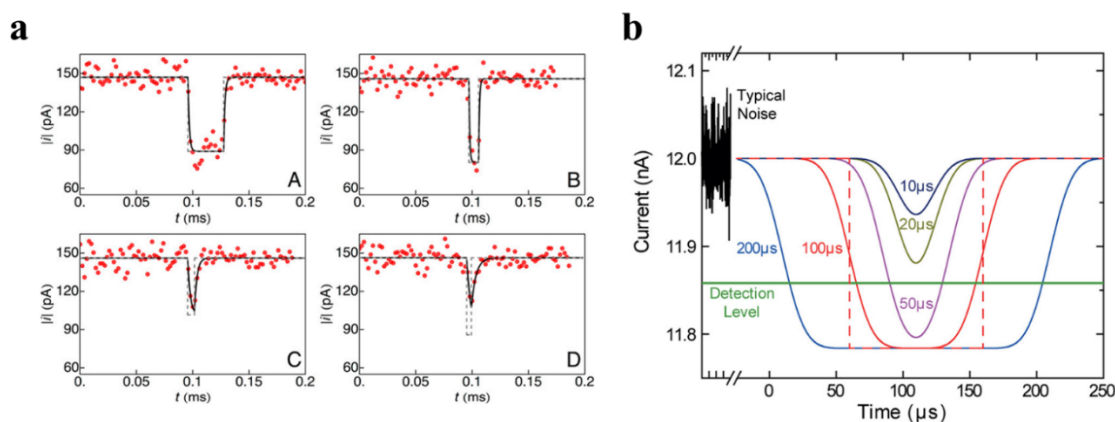 a
b
|i| (pA)
150
120
90
60
A
0
0.05
0.1
0.15
0.2
t (ms)
|i| (pA)
150
120
90
60
B
0
0.05
0.1
0.15
0.2
t (ms)
|i| (pA)
150
120
90
60
C
0
0.05
0.1
0.15
0.2
t (ms)
|i| (pA)
150
120
90
60
D
0
0.05
0.1
0.15
0.2
t (ms)
Current (nA)
12.1
12.0
11.9
11.8
Typical
Noise
10µs
20µs
200µs
100µs
50µs
Detection
Level
0
50
100
150
200
250
Time (µs)